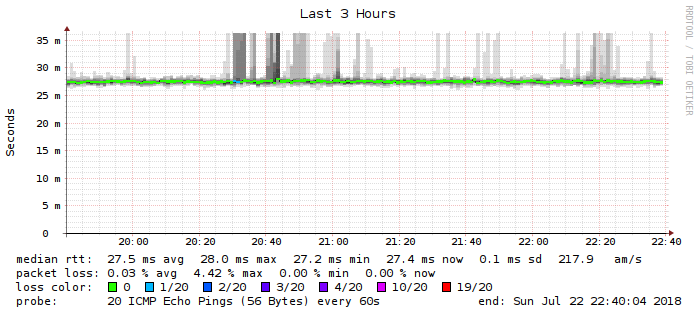 Last 3 Hours
RRDTOOL / TOBI OETIKER
Seconds
35 m
30 m
25 m
20 m
15 m
10 m
5 m
0
20:00 20:20 20:40 21:00 21:20 21:40 22:00 22:20 22:40
median rtt: 27.5 ms avg 28.0 ms max 27.2 ms min 27.4 ms now 0.1 ms sd 217.9 am/s
packet loss: 0.03 % avg 4.42 % max 0.00 % min 0.00 % now
loss color: 0 1/20 2/20 3/20 4/20 10/20 19/20
probe: 20 ICMP Echo Pings (56 Bytes) every 60s end: Sun Jul 22 22:40:04 2018